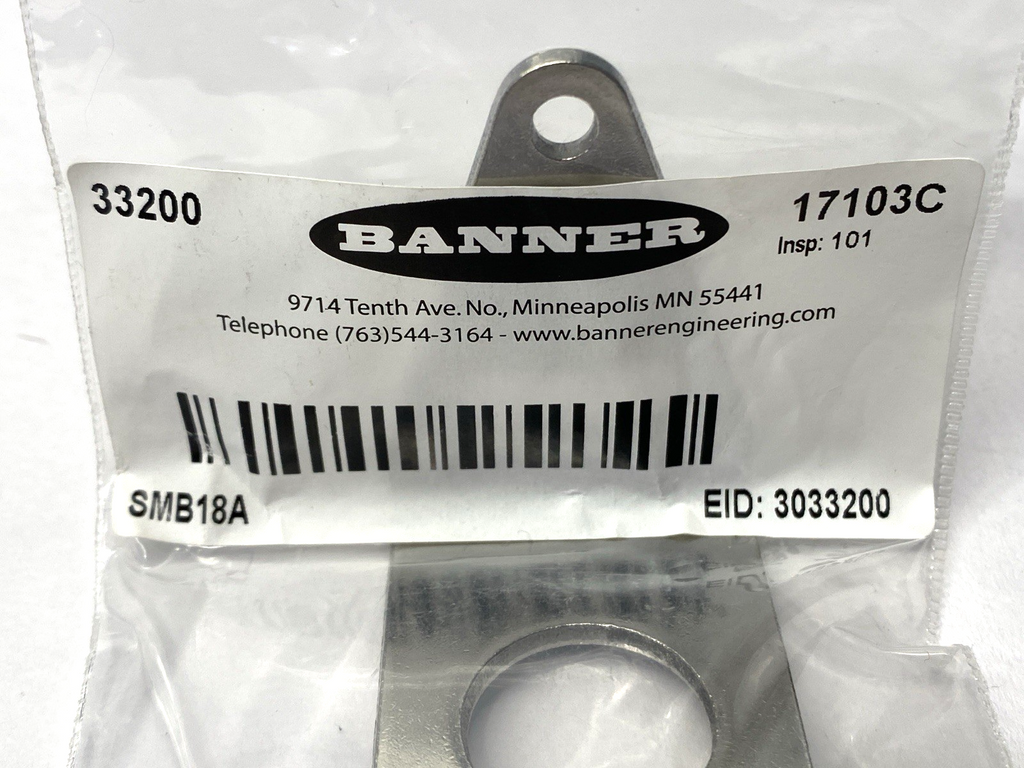 33200
BANNER
17103C
Insp: 101
9714 Tenth Ave. No., Minneapolis MN 55441
Telephone (763)544-3164 - www.bannerengineering.com
SMB18A
EID: 3033200